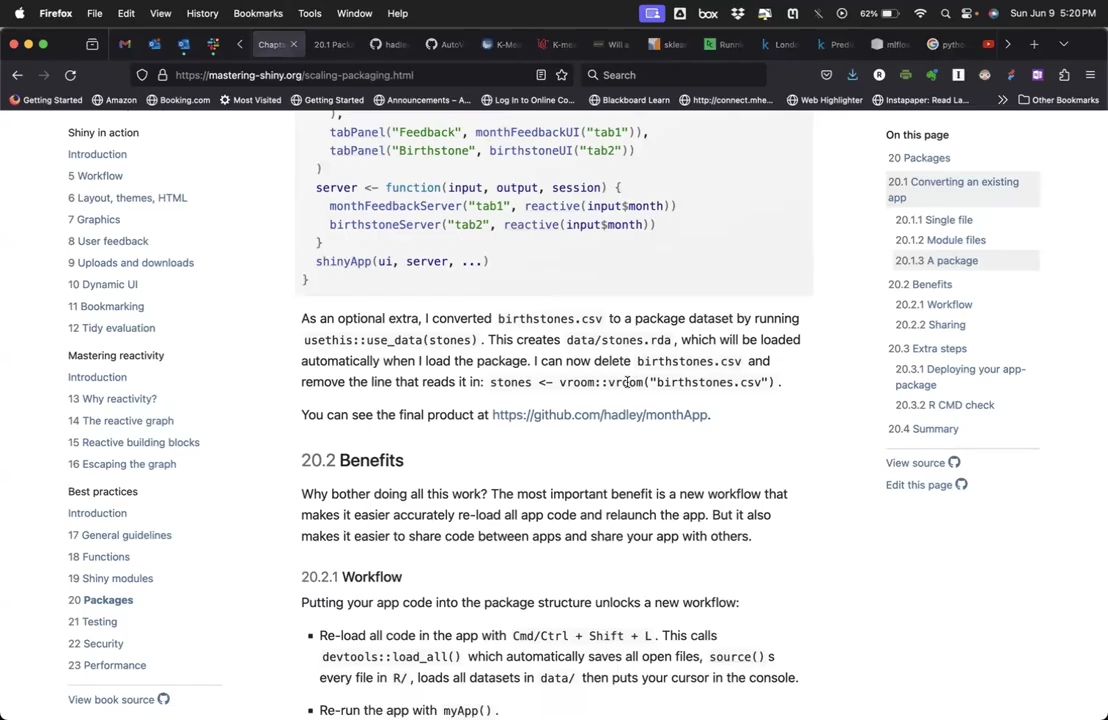 Firefox File Edit View History Bookmarks Tools Window Help
box 62% Sun Jun 9 5:20 PM
Chapt 20.1 Pack hadle AutoV K-Me K-me Will a sklea Runni Lond Predi mlflow python
https://mastering-shiny.org/scaling-packaging.html
Search
Getting Started Amazon Booking.com Most Visited Getting Started Announcements – A... Log In to Online Co... Blackboard Learn http://connect.mhe... Web Highlighter Instapaper: Read La... Other Bookmarks
Shiny in action
Introduction
5 Workflow
6 Layout, themes, HTML
7 Graphics
8 User feedback
9 Uploads and downloads
10 Dynamic UI
11 Bookmarking
12 Tidy evaluation
Mastering reactivity
Introduction
13 Why reactivity?
14 The reactive graph
15 Reactive building blocks
16 Escaping the graph
Best practices
Introduction
17 General guidelines
18 Functions
19 Shiny modules
20 Packages
21 Testing
22 Security
23 Performance
View book source
),
tabPanel("Feedback", monthFeedbackUI("tab1")),
tabPanel("Birthstone", birthstoneUI("tab2"))
)
server <- function(input, output, session) {
monthFeedbackServer("tab1", reactive(input$month))
birthstoneServer("tab2", reactive(input$month))
}
shinyApp(ui, server, ...)
}
As an optional extra, I converted birthstones.csv to a package dataset by running
usethis::use_data(stones). This creates data/stones.rda, which will be loaded
automatically when I load the package. I can now delete birthstones.csv and
remove the line that reads it in: stones <- vroom::vroom("birthstones.csv").
You can see the final product at https://github.com/hadley/monthApp.
20.2 Benefits
Why bother doing all this work? The most important benefit is a new workflow that
makes it easier accurately re-load all app code and relaunch the app. But it also
makes it easier to share code between apps and share your app with others.
20.2.1 Workflow
Putting your app code into the package structure unlocks a new workflow:
▪ Re-load all code in the app with Cmd/Ctrl + Shift + L. This calls
devtools::load_all() which automatically saves all open files, source()s
every file in R/, loads all datasets in data/ then puts your cursor in the console.
▪ Re-run the app with myApp().
On this page
20 Packages
20.1 Converting an existing
app
20.1.1 Single file
20.1.2 Module files
20.1.3 A package
20.2 Benefits
20.2.1 Workflow
20.2.2 Sharing
20.3 Extra steps
20.3.1 Deploying your app-
package
20.3.2 R CMD check
20.4 Summary
View source
Edit this page